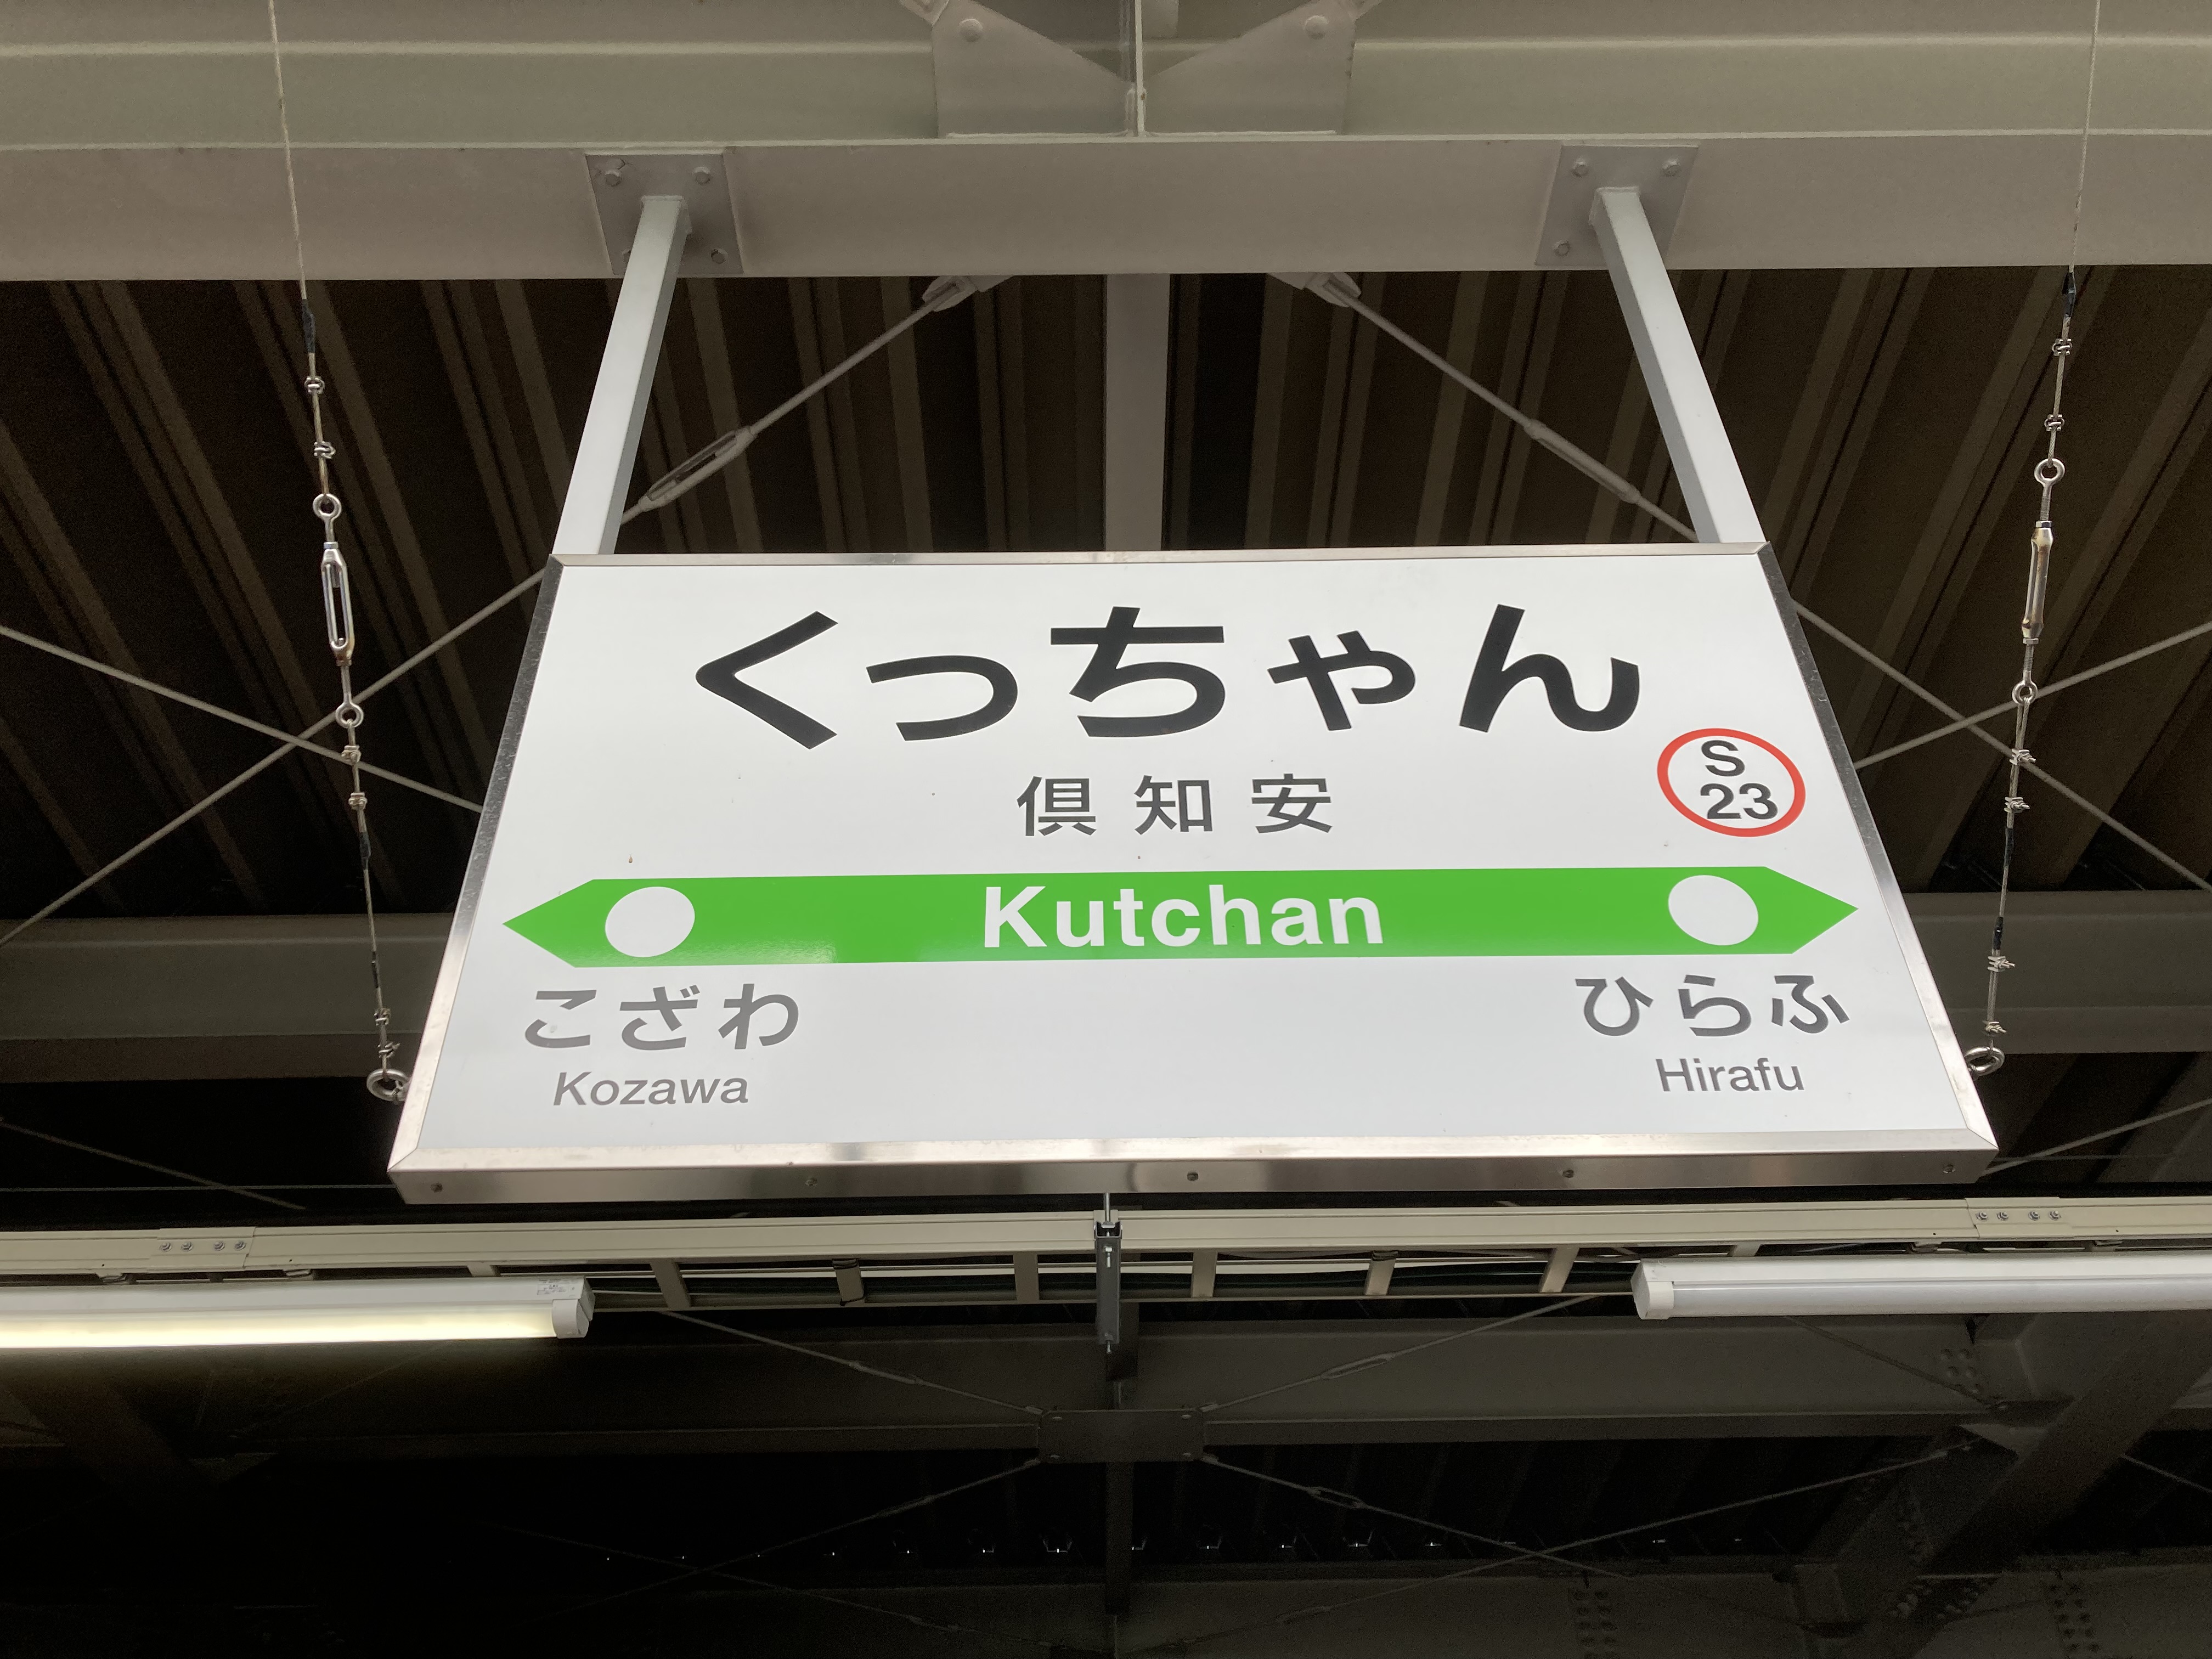 くっちゃん
倶知安
S
23
Kutchan
こざわ
Kozawa
ひらふ
Hirafu